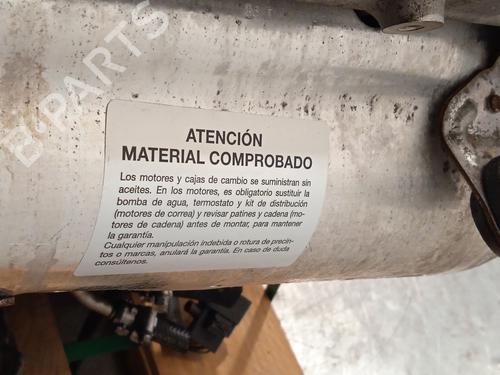 B-PARTS
ATENCIÓN
MATERIAL COMPROBADO
Los motores y cajas de cambio se suministran sin
aceites. En los motores, es obligatorio sustituir la
bomba de agua, termostato y kit de distribución
(motores de correa) y revisar patines y cadena (mo-
tores de cadena) antes de montar, para mantener
la garantía.
Cualquier manipulación indebida o rotura de precin-
tos o marcas, anulará la garantía. En caso de duda
consúltenos.